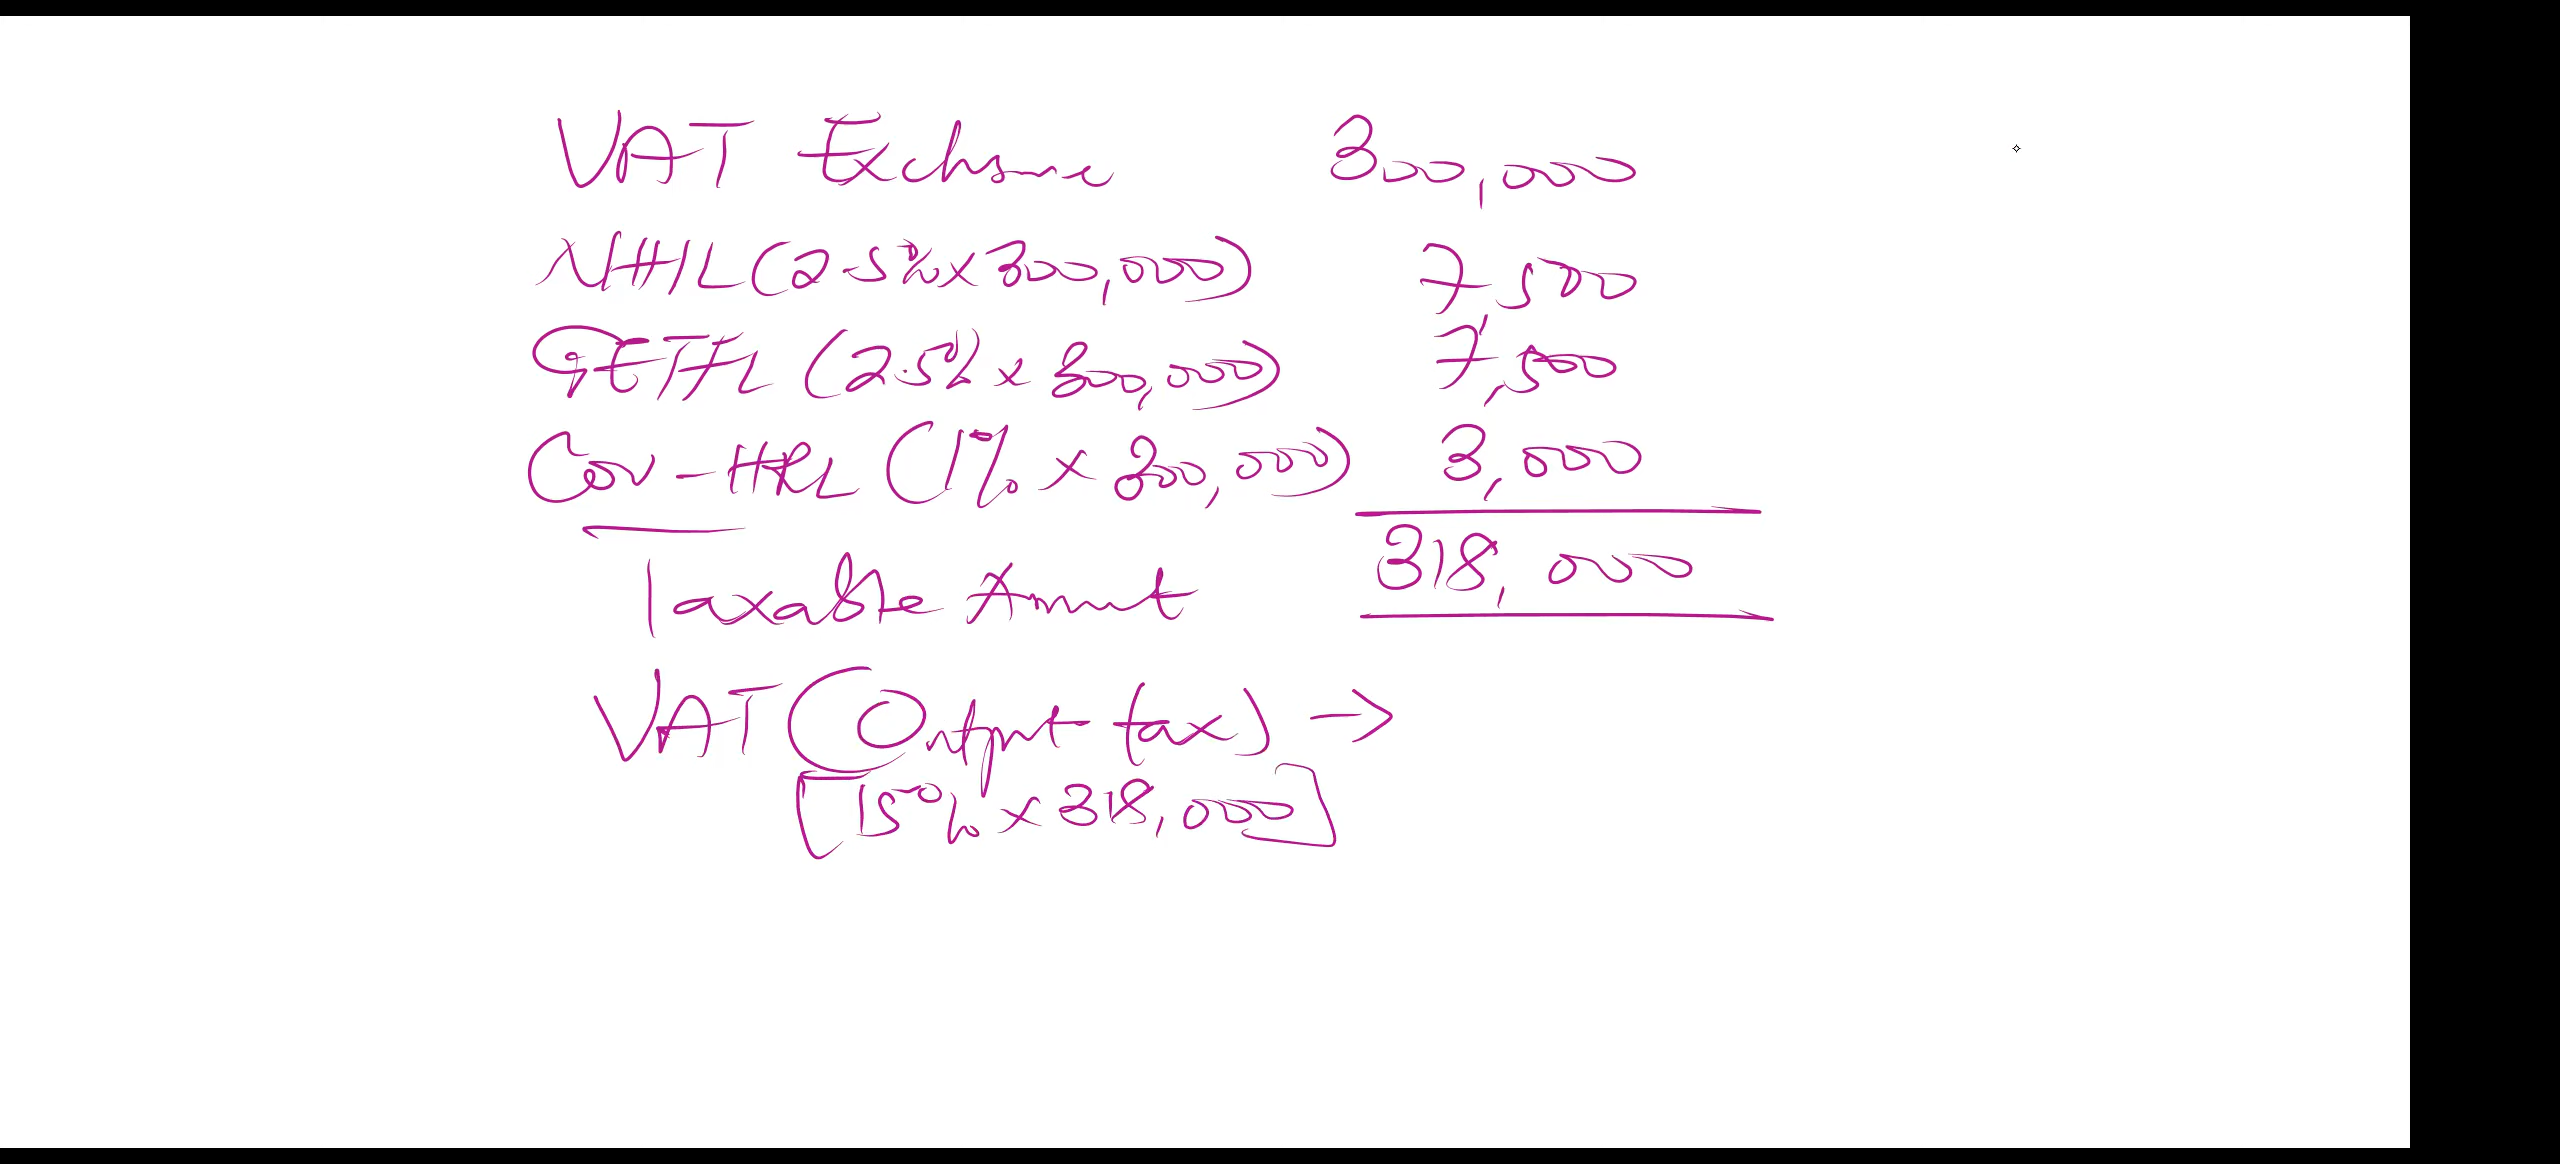 VAT Exclusive 300,000
NHIL (2.5% x 300,000) 7,500
GETFL (2.5% x 300,000) 7,500
Cov-HRL (1% x 300,000) 3,000
Taxable Amount 318,000
VAT (Output tax) →
[15% x 318,000]